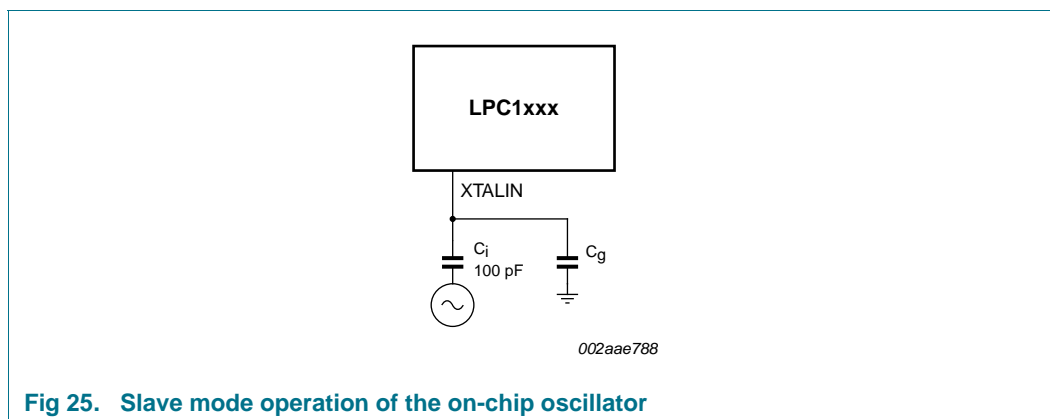 LPC1xxx
XTALIN
Ci
100 pF
Cg
002aae788
Fig 25. Slave mode operation of the on-chip oscillator